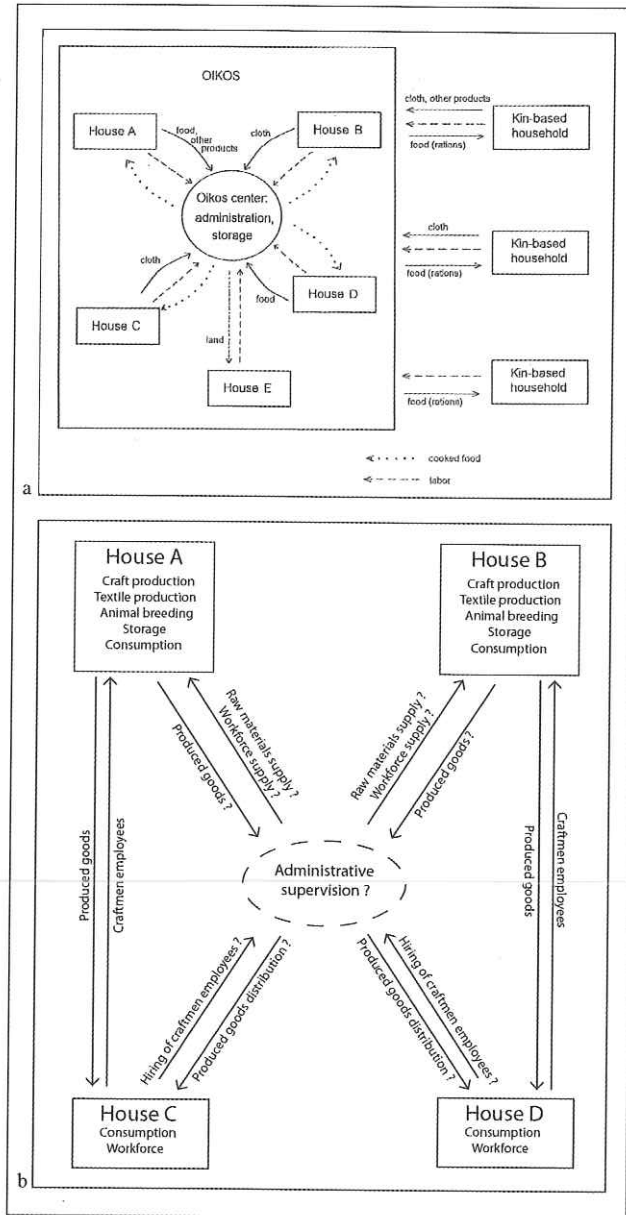 OIKOS
House A
food,
other
products
cloth
House B
Oikos center:
administration,
storage
cloth
House C
land
food
House D
House E
cloth, other products
food (rations)
Kin-based
household
cloth
food (rations)
Kin-based
household
food (rations)
Kin-based
household
cooked food
labor
a
House A
Craft production
Textile production
Animal breeding
Storage
Consumption
House B
Craft production
Textile production
Animal breeding
Storage
Consumption
Raw materials supply ?
Workforce supply ?
Produced goods ?
Raw materials supply ?
Workforce supply ?
Produced goods ?
Produced goods
Craftmen employees
Administrative
supervision ?
Produced goods
Craftmen employees
Hiring of craftmen employees ?
Produced goods distribution ?
Hiring of craftmen employees ?
Produced goods distribution ?
House C
Consumption
Workforce
House D
Consumption
Workforce
b